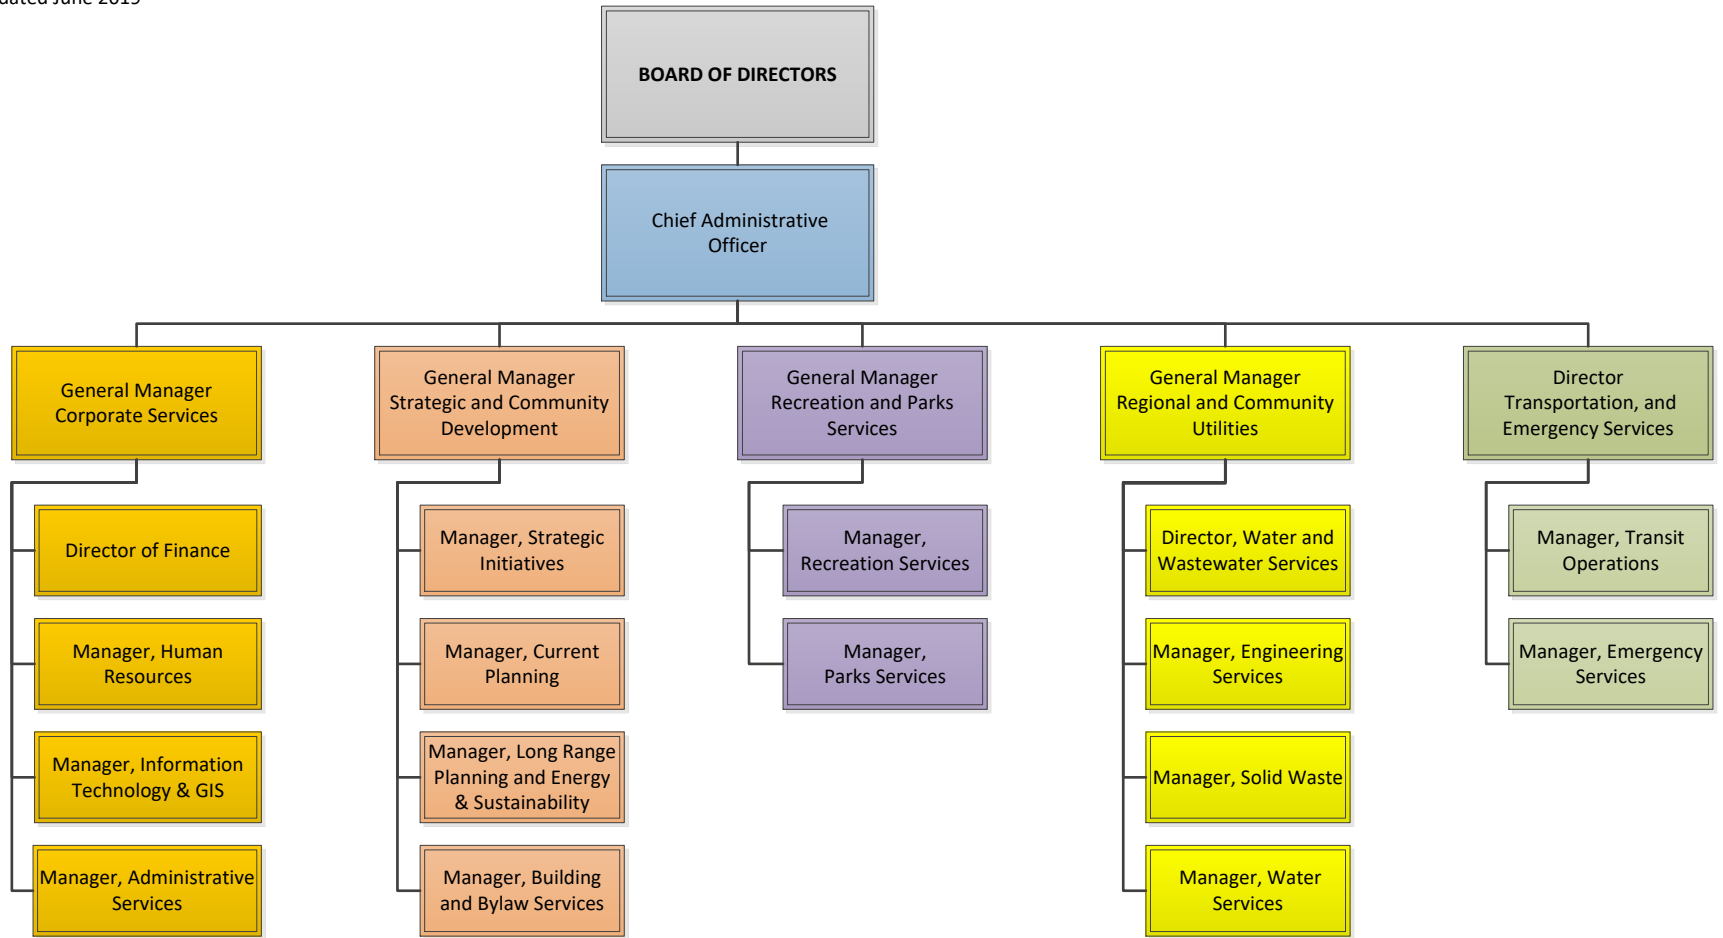 June 2019
BOARD OF DIRECTORS
Chief Administrative
Officer
General Manager
Corporate Services
General Manager
Strategic and Community
Development
General Manager
Recreation and Parks
Services
General Manager
Regional and Community
Utilities
Director
Transportation, and
Emergency Services
Director of Finance
Manager, Human
Resources
Manager, Information
Technology & GIS
Manager, Administrative
Services
Manager, Strategic
Initiatives
Manager, Current
Planning
Manager, Long Range
Planning and Energy
& Sustainability
Manager, Building
and Bylaw Services
Manager,
Recreation Services
Manager,
Parks Services
Director, Water and
Wastewater Services
Manager, Engineering
Services
Manager, Solid Waste
Manager, Water
Services
Manager, Transit
Operations
Manager, Emergency
Services